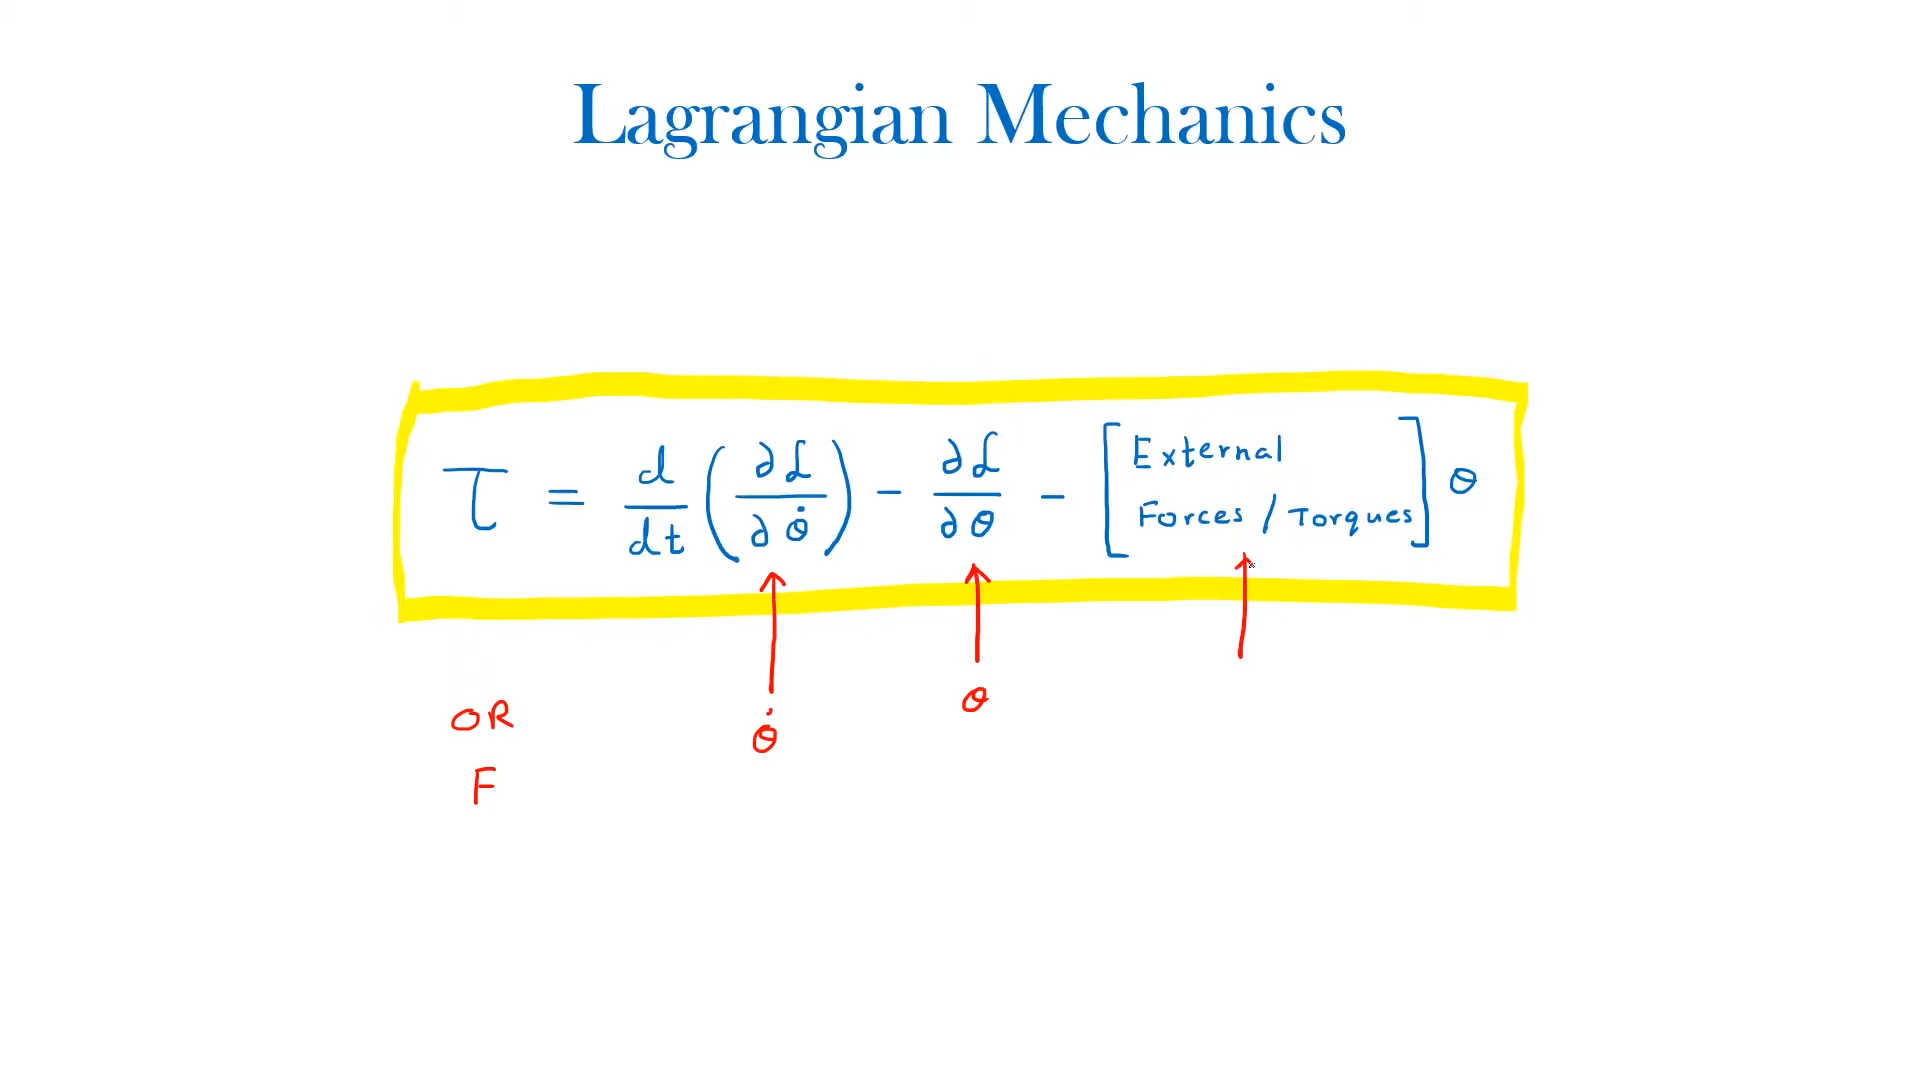 Lagrangian Mechanics
τ = d/dt (∂ℒ/∂θ̇) - ∂ℒ/∂θ - [External Forces / Torques] θ
θ
θ̇
OR
F